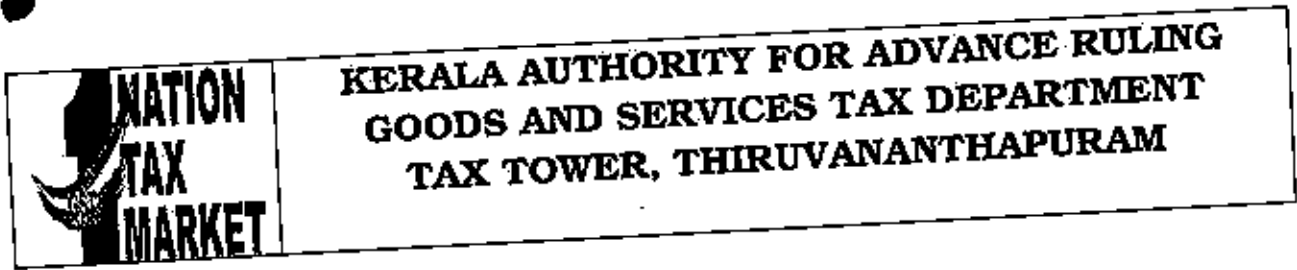 NATION
TAX
MARKET
KERALA AUTHORITY FOR ADVANCE RULING
GOODS AND SERVICES TAX DEPARTMENT
TAX TOWER, THIRUVANANTHAPURAM